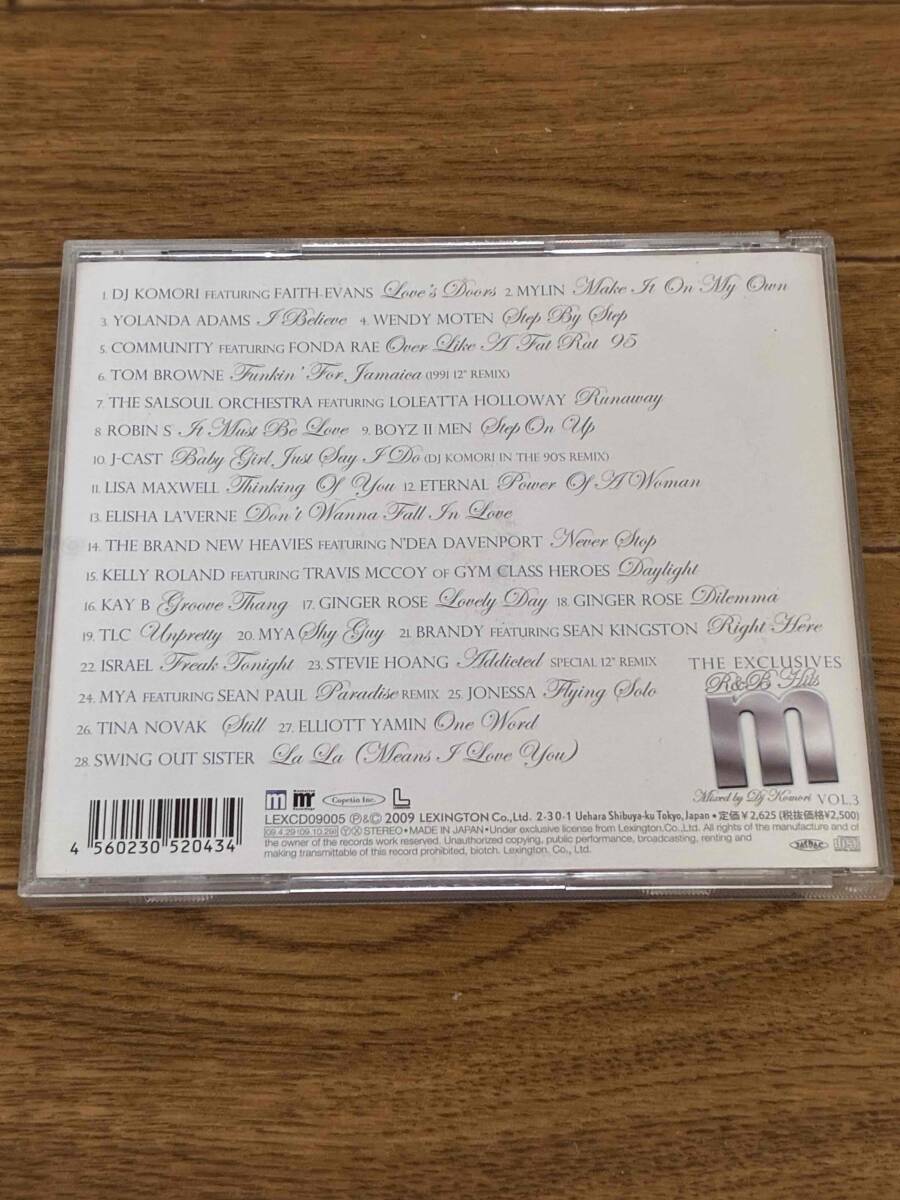 1. DJ KOMORI FEATURING FAITH EVANS Love's Doors 2. MYLIN Make It On My Own
3. YOLANDA ADAMS I Believe 4. WENDY MOTEN Step By Step
5. COMMUNITY FEATURING FONDA RAE Over Like A Fat Rat 95
6. TOM BROWNE Funkin' For Jamaica (1991 12" REMIX)
7. THE SALSOUL ORCHESTRA FEATURING LOLEATTA HOLLOWAY Runaway
8. ROBIN S It Must Be Love 9. BOYZ II MEN Step On Up
10. J-CAST Baby Girl Just Say I Do (DJ KOMORI IN THE 90'S REMIX)
11. LISA MAXWELL Thinking Of You 12. ETERNAL Power Of A Woman
13. ELISHA LA'VERNE Don't Wanna Fall In Love
14. THE BRAND NEW HEAVIES FEATURING N'DEA DAVENPORT Never Stop
15. KELLY ROLAND FEATURING TRAVIS MCCOY OF GYM CLASS HEROES Daylight
16. KAY B Groove Thang 17. GINGER ROSE Lovely Day 18. GINGER ROSE Dilemma
19. TLC Unpretty 20. MYA Shy Guy 21. BRANDY FEATURING SEAN KINGSTON Right Here
22. ISRAEL Freak Tonight 23. STEVIE HOANG Addicted SPECIAL 12" REMIX
24. MYA FEATURING SEAN PAUL Paradise REMIX 25. JONESSA Flying Solo
26. TINA NOVAK Still 27. ELLIOTT YAMIN One Word
28. SWING OUT SISTER La La (Means I Love You)
THE EXCLUSIVES
R&B Hits
m
Mixed by Dj Komori VOL.3
4 560230 520434
m mr Copetin Inc. L
LEXCD09005 Ⓟ&© 2009 LEXINGTON Co.,Ltd. 2-30-1 Uehara Shibuya-ku Tokyo, Japan • 定価¥2,625(税抜価格¥2,500)
09·4·29(09.10.29) Ⓨ Ⓧ STEREO • MADE IN JAPAN • Under exclusive license from Lexington.Co.,Ltd. All rights of the manufacture and of
the owner of the records work reserved. Unauthorized copying, public performance, broadcasting, renting and
making transmittable of this record prohibited, biotch. Lexington. Co., Ltd.
JASRAC